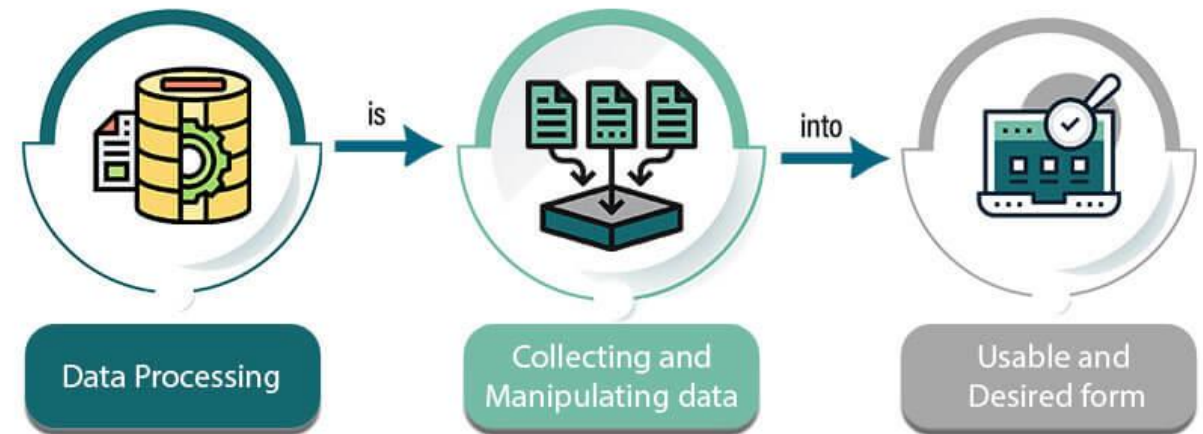 is
into
Data Processing
Collecting and
Manipulating data
Usable and
Desired form